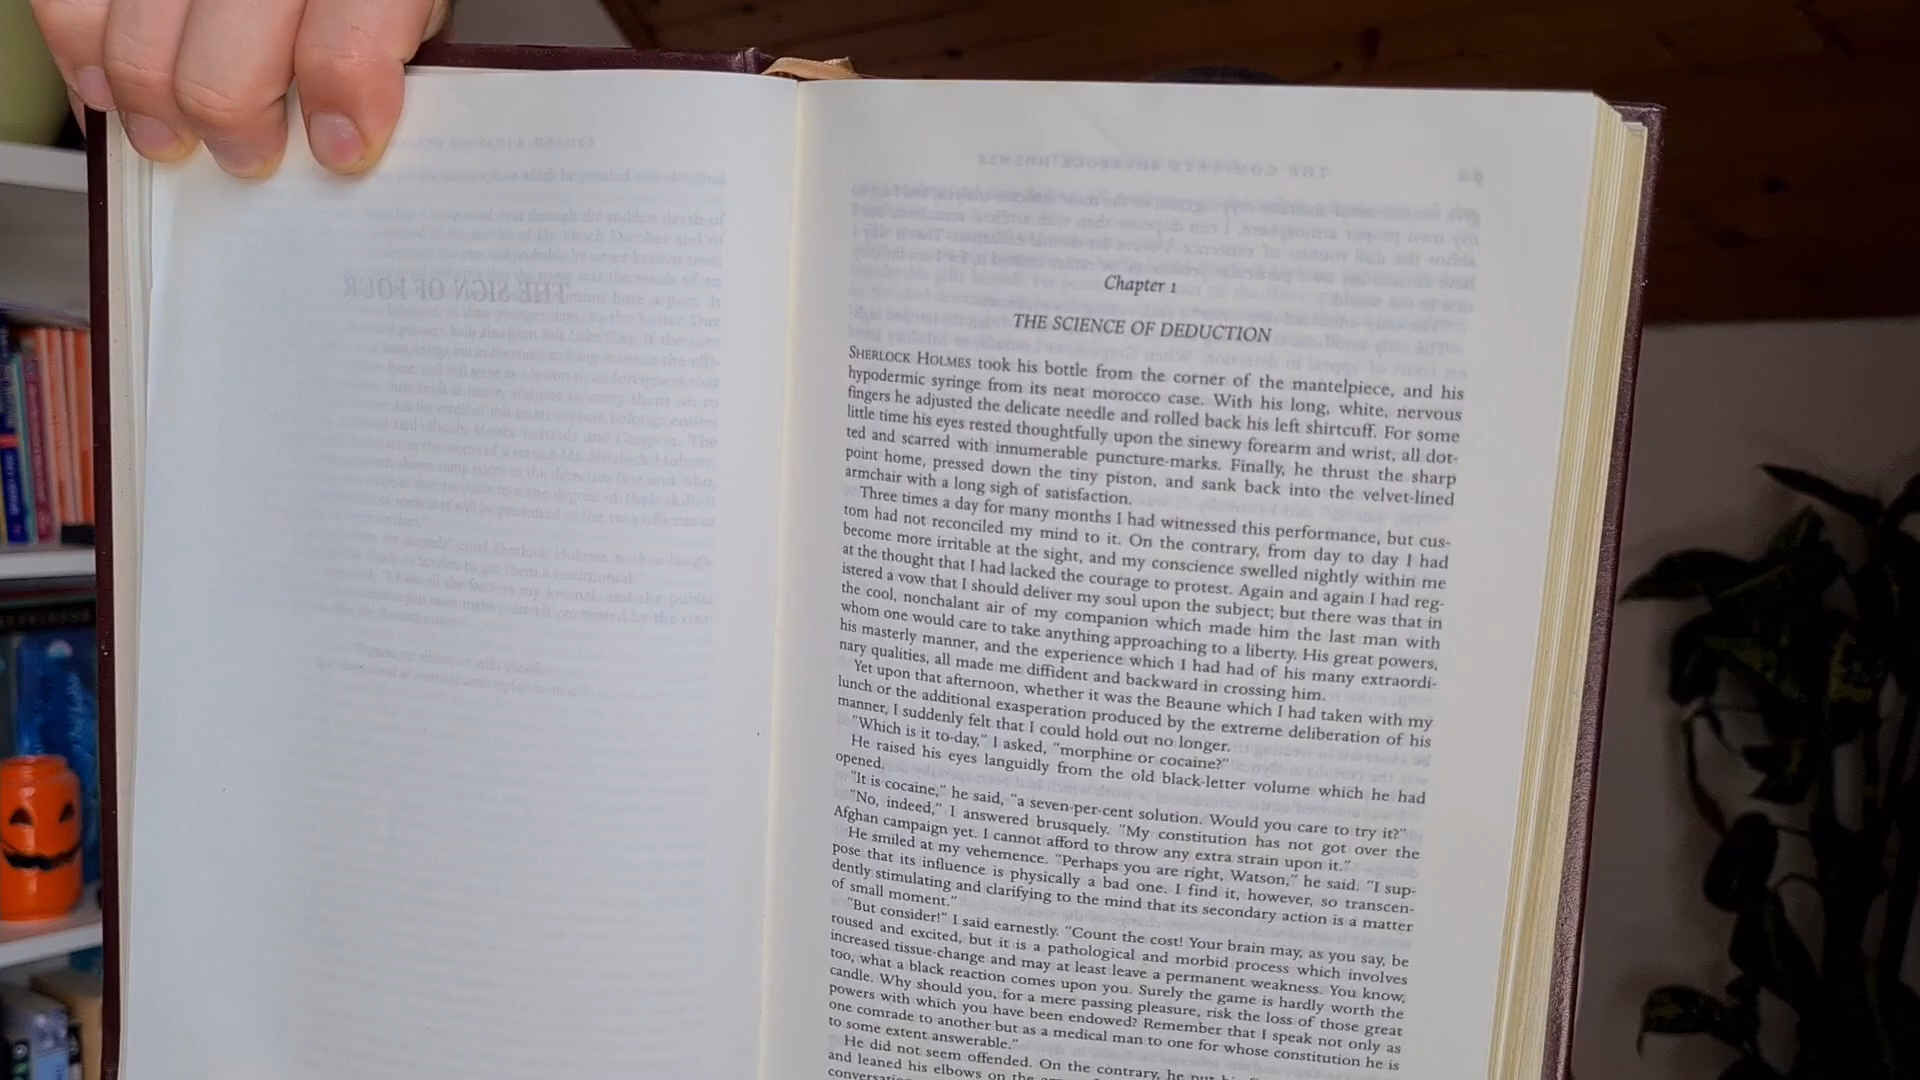 Chapter 1
THE SCIENCE OF DEDUCTION
SHERLOCK HOLMES took his bottle from the corner of the mantelpiece, and his
hypodermic syringe from its neat morocco case. With his long, white, nervous
fingers he adjusted the delicate needle and rolled back his left shirtcuff. For some
little time his eyes rested thoughtfully upon the sinewy forearm and wrist, all dot-
ted and scarred with innumerable puncture-marks. Finally, he thrust the sharp
point home, pressed down the tiny piston, and sank back into the velvet-lined
armchair with a long sigh of satisfaction.
Three times a day for many months I had witnessed this performance, but cus-
tom had not reconciled my mind to it. On the contrary, from day to day I had
become more irritable at the sight, and my conscience swelled nightly within me
at the thought that I had lacked the courage to protest. Again and again I had reg-
istered a vow that I should deliver my soul upon the subject; but there was that in
the cool, nonchalant air of my companion which made him the last man with
whom one would care to take anything approaching to a liberty. His great powers,
his masterly manner, and the experience which I had had of his many extraordi-
nary qualities, all made me diffident and backward in crossing him.
Yet upon that afternoon, whether it was the Beaune which I had taken with my
lunch or the additional exasperation produced by the extreme deliberation of his
manner, I suddenly felt that I could hold out no longer.
"Which is it to-day," I asked, "morphine or cocaine?"
He raised his eyes languidly from the old black-letter volume which he had
opened.
"It is cocaine," he said, "a seven-per-cent solution. Would you care to try it?"
"No, indeed," I answered brusquely. "My constitution has not got over the
Afghan campaign yet. I cannot afford to throw any extra strain upon it."
He smiled at my vehemence. "Perhaps you are right, Watson," he said. "I sup-
pose that its influence is physically a bad one. I find it, however, so transcen-
dently stimulating and clarifying to the mind that its secondary action is a matter
of small moment."
"But consider!" I said earnestly. "Count the cost! Your brain may, as you say, be
roused and excited, but it is a pathological and morbid process which involves
increased tissue-change and may at least leave a permanent weakness. You know,
too, what a black reaction comes upon you. Surely the game is hardly worth the
candle. Why should you, for a mere passing pleasure, risk the loss of those great
powers with which you have been endowed? Remember that I speak not only as
one comrade to another but as a medical man to one for whose constitution he is
to some extent answerable."
He did not seem offended. On the contrary, he put his
and leaned his elbows on the